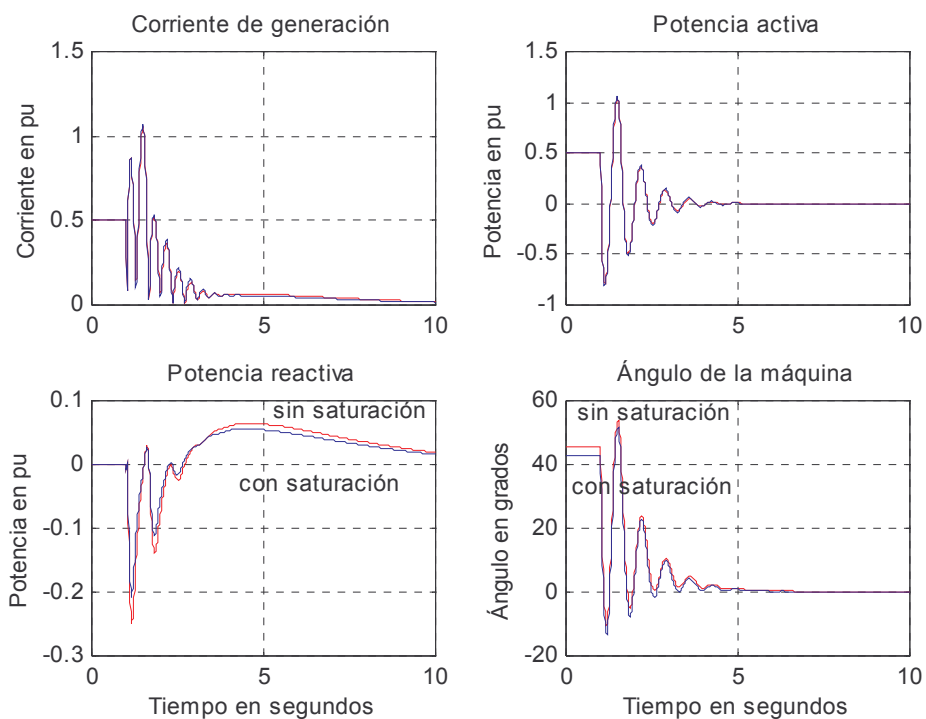 Corriente de generación
1.5
1
0.5
0
0
5
10
Corriente en pu
Potencia activa
1.5
1
0.5
0
-0.5
-1
0
5
10
Potencia en pu
Potencia reactiva
0.1
0
-0.1
-0.2
-0.3
0
5
10
Potencia en pu
sin saturación
con saturación
Tiempo en segundos
Ángulo de la máquina
60
40
20
0
-20
0
5
10
Ángulo en grados
sin saturación
con saturación
Tiempo en segundos